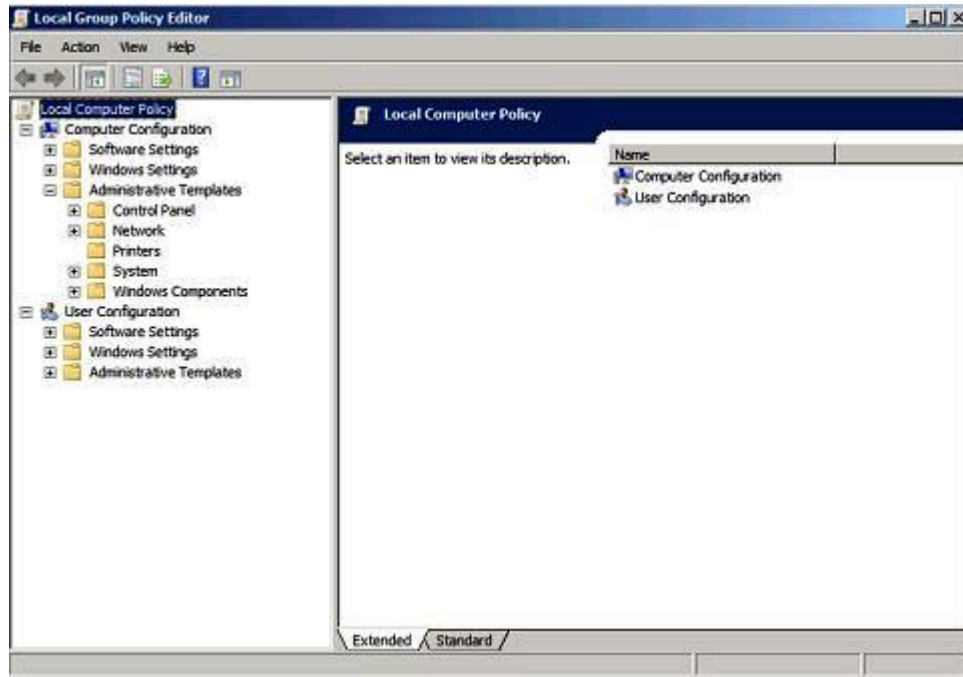 Local Group Policy Editor
File Action View Help
Local Computer Policy
Computer Configuration
Software Settings
Windows Settings
Administrative Templates
Control Panel
Network
Printers
System
Windows Components
User Configuration
Software Settings
Windows Settings
Administrative Templates
Local Computer Policy
Select an item to view its description.
Name
Computer Configuration
User Configuration
Extended Standard